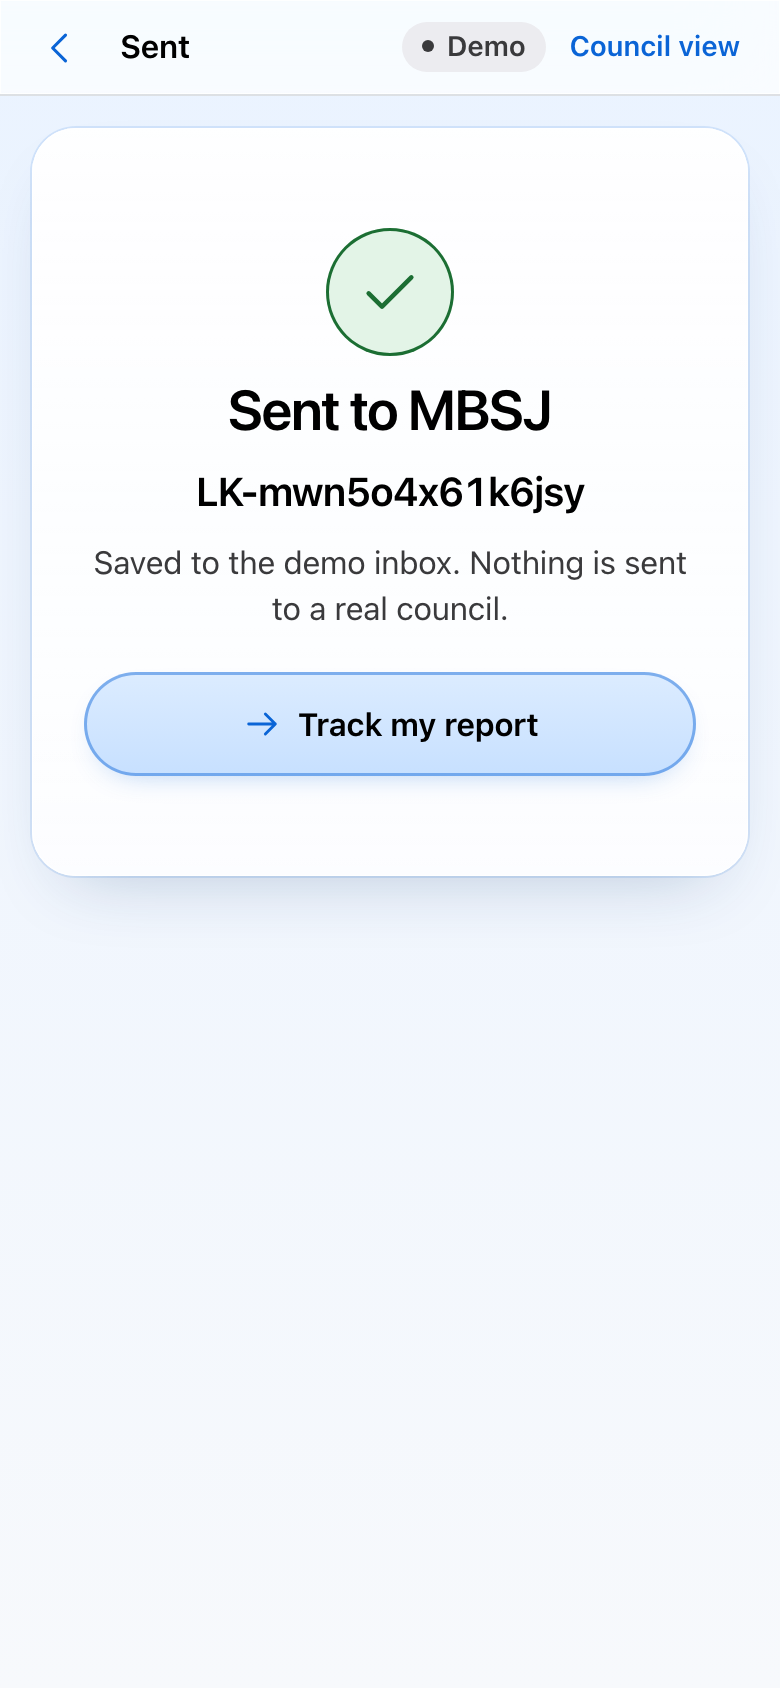 Sent
Demo
Council view
Sent to MBSJ
LK-mwn5o4x61k6jsy
Saved to the demo inbox. Nothing is sent
to a real council.
Track my report